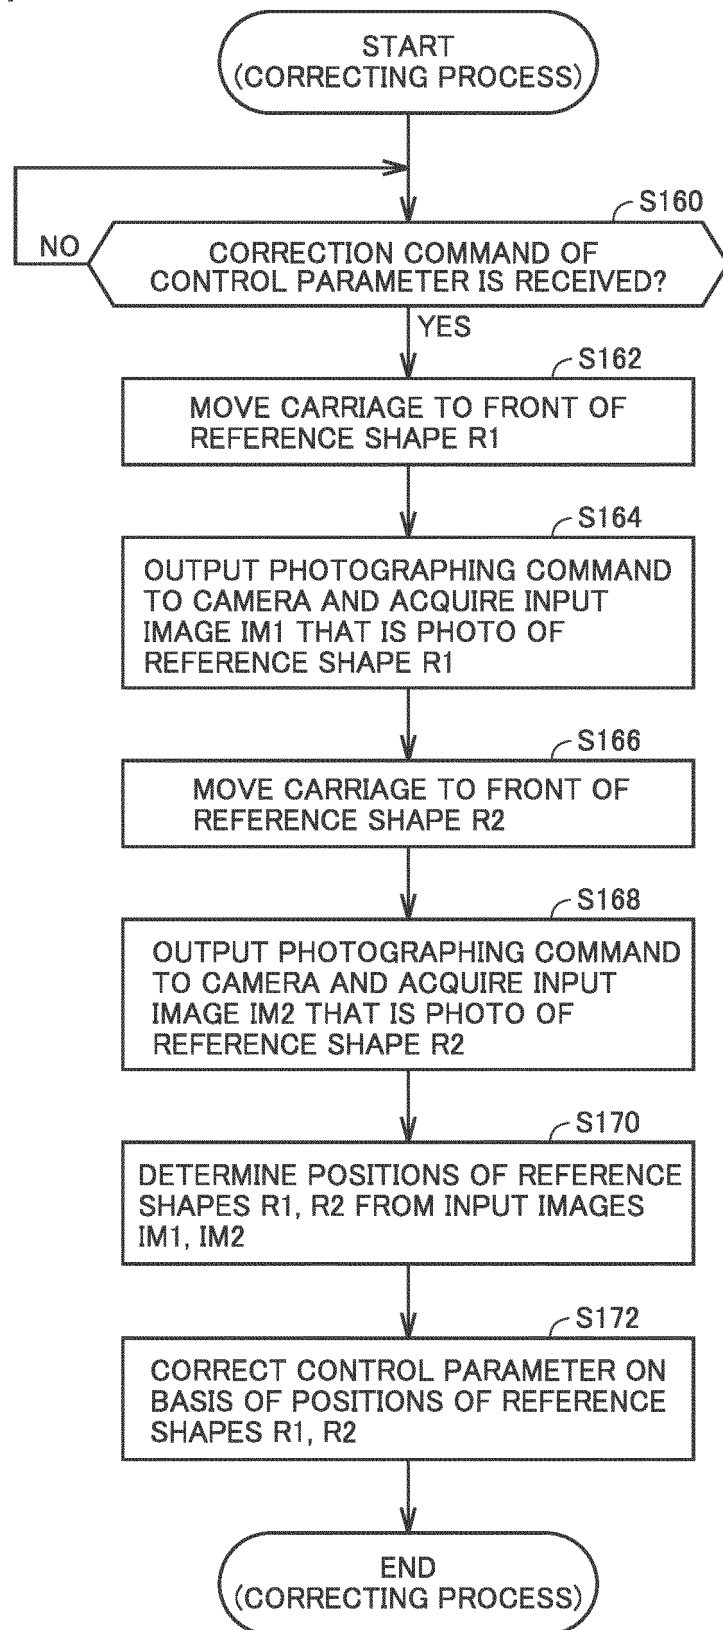 START
(CORRECTING PROCESS)
S160
NO
CORRECTION COMMAND OF
CONTROL PARAMETER IS RECEIVED?
YES
S162
MOVE CARRIAGE TO FRONT OF
REFERENCE SHAPE R1
S164
OUTPUT PHOTOGRAPHING COMMAND
TO CAMERA AND ACQUIRE INPUT
IMAGE IM1 THAT IS PHOTO OF
REFERENCE SHAPE R1
S166
MOVE CARRIAGE TO FRONT OF
REFERENCE SHAPE R2
S168
OUTPUT PHOTOGRAPHING COMMAND
TO CAMERA AND ACQUIRE INPUT
IMAGE IM2 THAT IS PHOTO OF
REFERENCE SHAPE R2
S170
DETERMINE POSITIONS OF REFERENCE
SHAPES R1, R2 FROM INPUT IMAGES
IM1, IM2
S172
CORRECT CONTROL PARAMETER ON
BASIS OF POSITIONS OF REFERENCE
SHAPES R1, R2
END
(CORRECTING PROCESS)